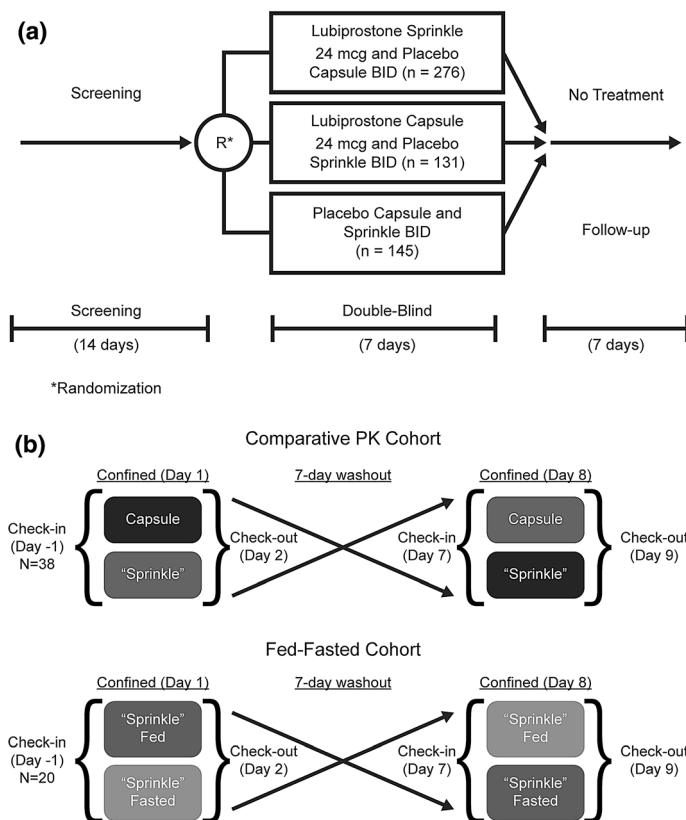 (a)
Screening
R*
Lubiprostone Sprinkle
24 mcg and Placebo
Capsule BID (n = 276)
Lubiprostone Capsule
24 mcg and Placebo
Sprinkle BID (n = 131)
Placebo Capsule and
Sprinkle BID
(n = 145)
No Treatment
Follow-up
Screening
(14 days)
Double-Blind
(7 days)
(7 days)
*Randomization
(b)
Comparative PK Cohort
Confined (Day 1)
7-day washout
Confined (Day 8)
Check-in
(Day -1)
N=38
Capsule
"Sprinkle"
Check-out
(Day 2)
Check-in
(Day 7)
Capsule
"Sprinkle"
Check-out
(Day 9)
Fed-Fasted Cohort
Confined (Day 1)
7-day washout
Confined (Day 8)
Check-in
(Day -1)
N=20
"Sprinkle"
Fed
"Sprinkle"
Fasted
Check-out
(Day 2)
Check-in
(Day 7)
"Sprinkle"
Fed
"Sprinkle"
Fasted
Check-out
(Day 9)